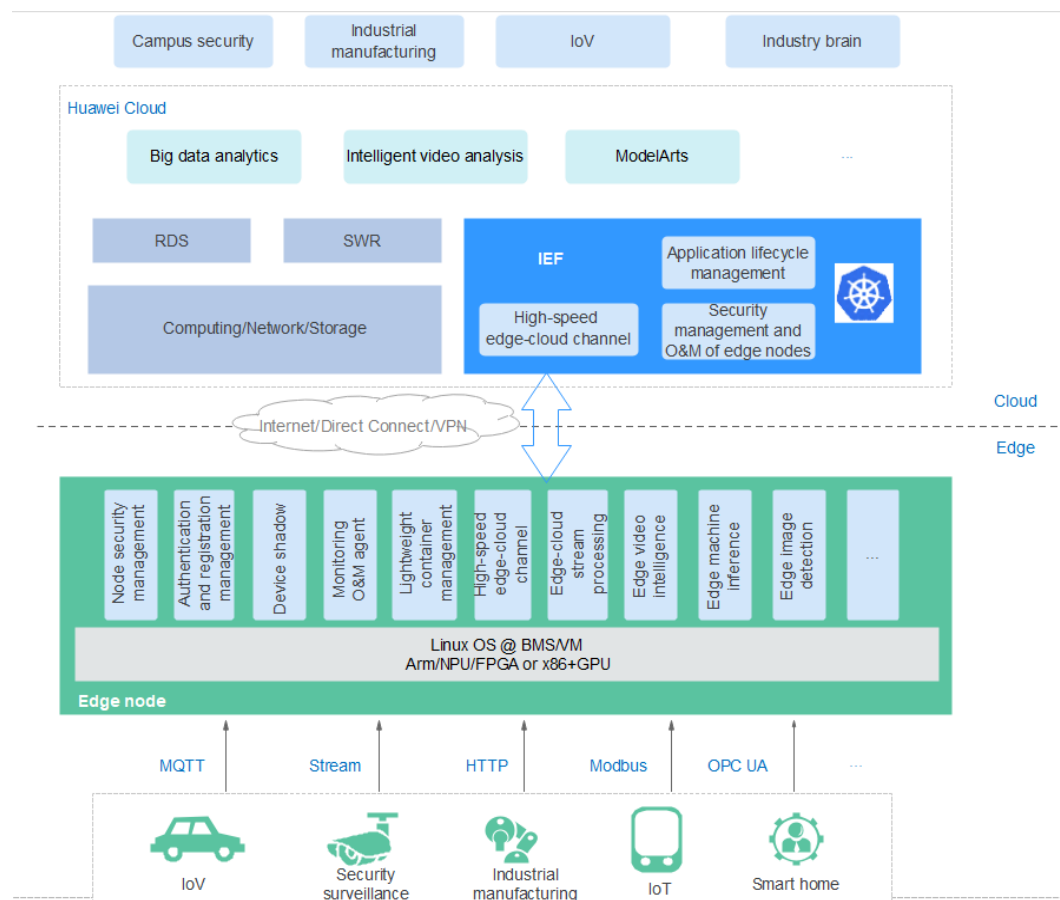 Campus security
Industrial
manufacturing
IoV
Industry brain
Huawei Cloud
Big data analytics
Intelligent video analysis
ModelArts
...
RDS
SWR
IEF
Application lifecycle
management
Computing/Network/Storage
High-speed
edge-cloud channel
Security
management and
O&M of edge nodes
Cloud
Internet/Direct Connect/VPN
Edge
Node security
management
Authentication
and registration
management
Device shadow
Monitoring
O&M agent
Lightweight
container
management
High-speed
edge-cloud
channel
Edge-cloud
stream
processing
Edge video
intelligence
Edge machine
inference
Edge image
detection
...
Linux OS @ BMS/VM
Arm/NPU/FPGA or x86+GPU
Edge node
MQTT
Stream
HTTP
Modbus
OPC UA
...
IoV
Security
surveillance
Industrial
manufacturing
IoT
Smart home